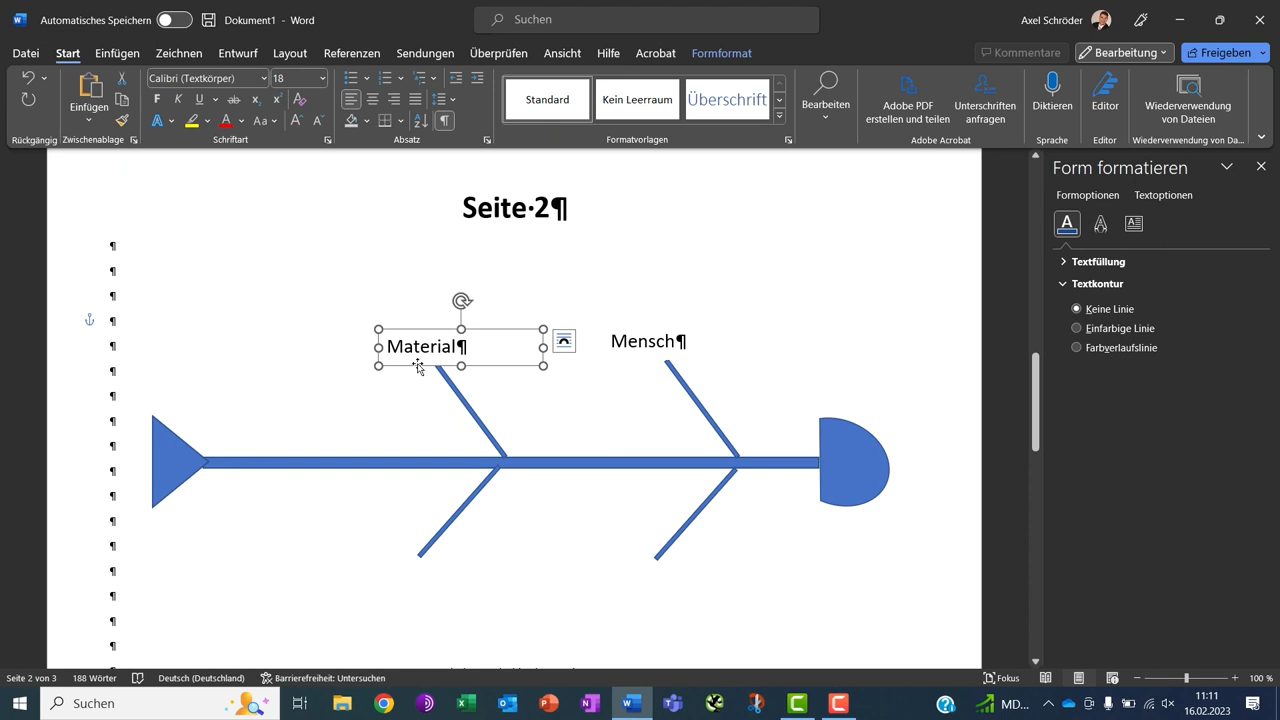 Automatisches Speichern
Dokument1 - Word
Suchen
Axel Schröder
Datei Start Einfügen Zeichnen Entwurf Layout Referenzen Sendungen Überprüfen Ansicht Hilfe Acrobat Formformat
Kommentare
Bearbeitung
Freigeben
Rückgängig
Einfügen
Zwischenablage
Calibri (Textkörper) 18
F K U ab x₂ x² A A
A A Aa A A
Schriftart
Absatz
Standard
Kein Leerraum
Überschrift
Formatvorlagen
Bearbeiten
Adobe PDF
erstellen und teilen
Unterschriften
anfragen
Adobe Acrobat
Diktieren
Sprache
Editor
Editor
Wiederverwendung
von Dateien
Wiederverwendung von Da...
Seite·2¶
Material¶
Mensch¶
Form formatieren
Formoptionen Textoptionen
Textfüllung
Textkontur
Keine Linie
Einfarbige Linie
Farbverlaufslinie
Seite 2 von 3 188 Wörter Deutsch (Deutschland) Barrierefreiheit: Untersuchen
Fokus
100 %
Suchen
MD...
11:11
16.02.2023